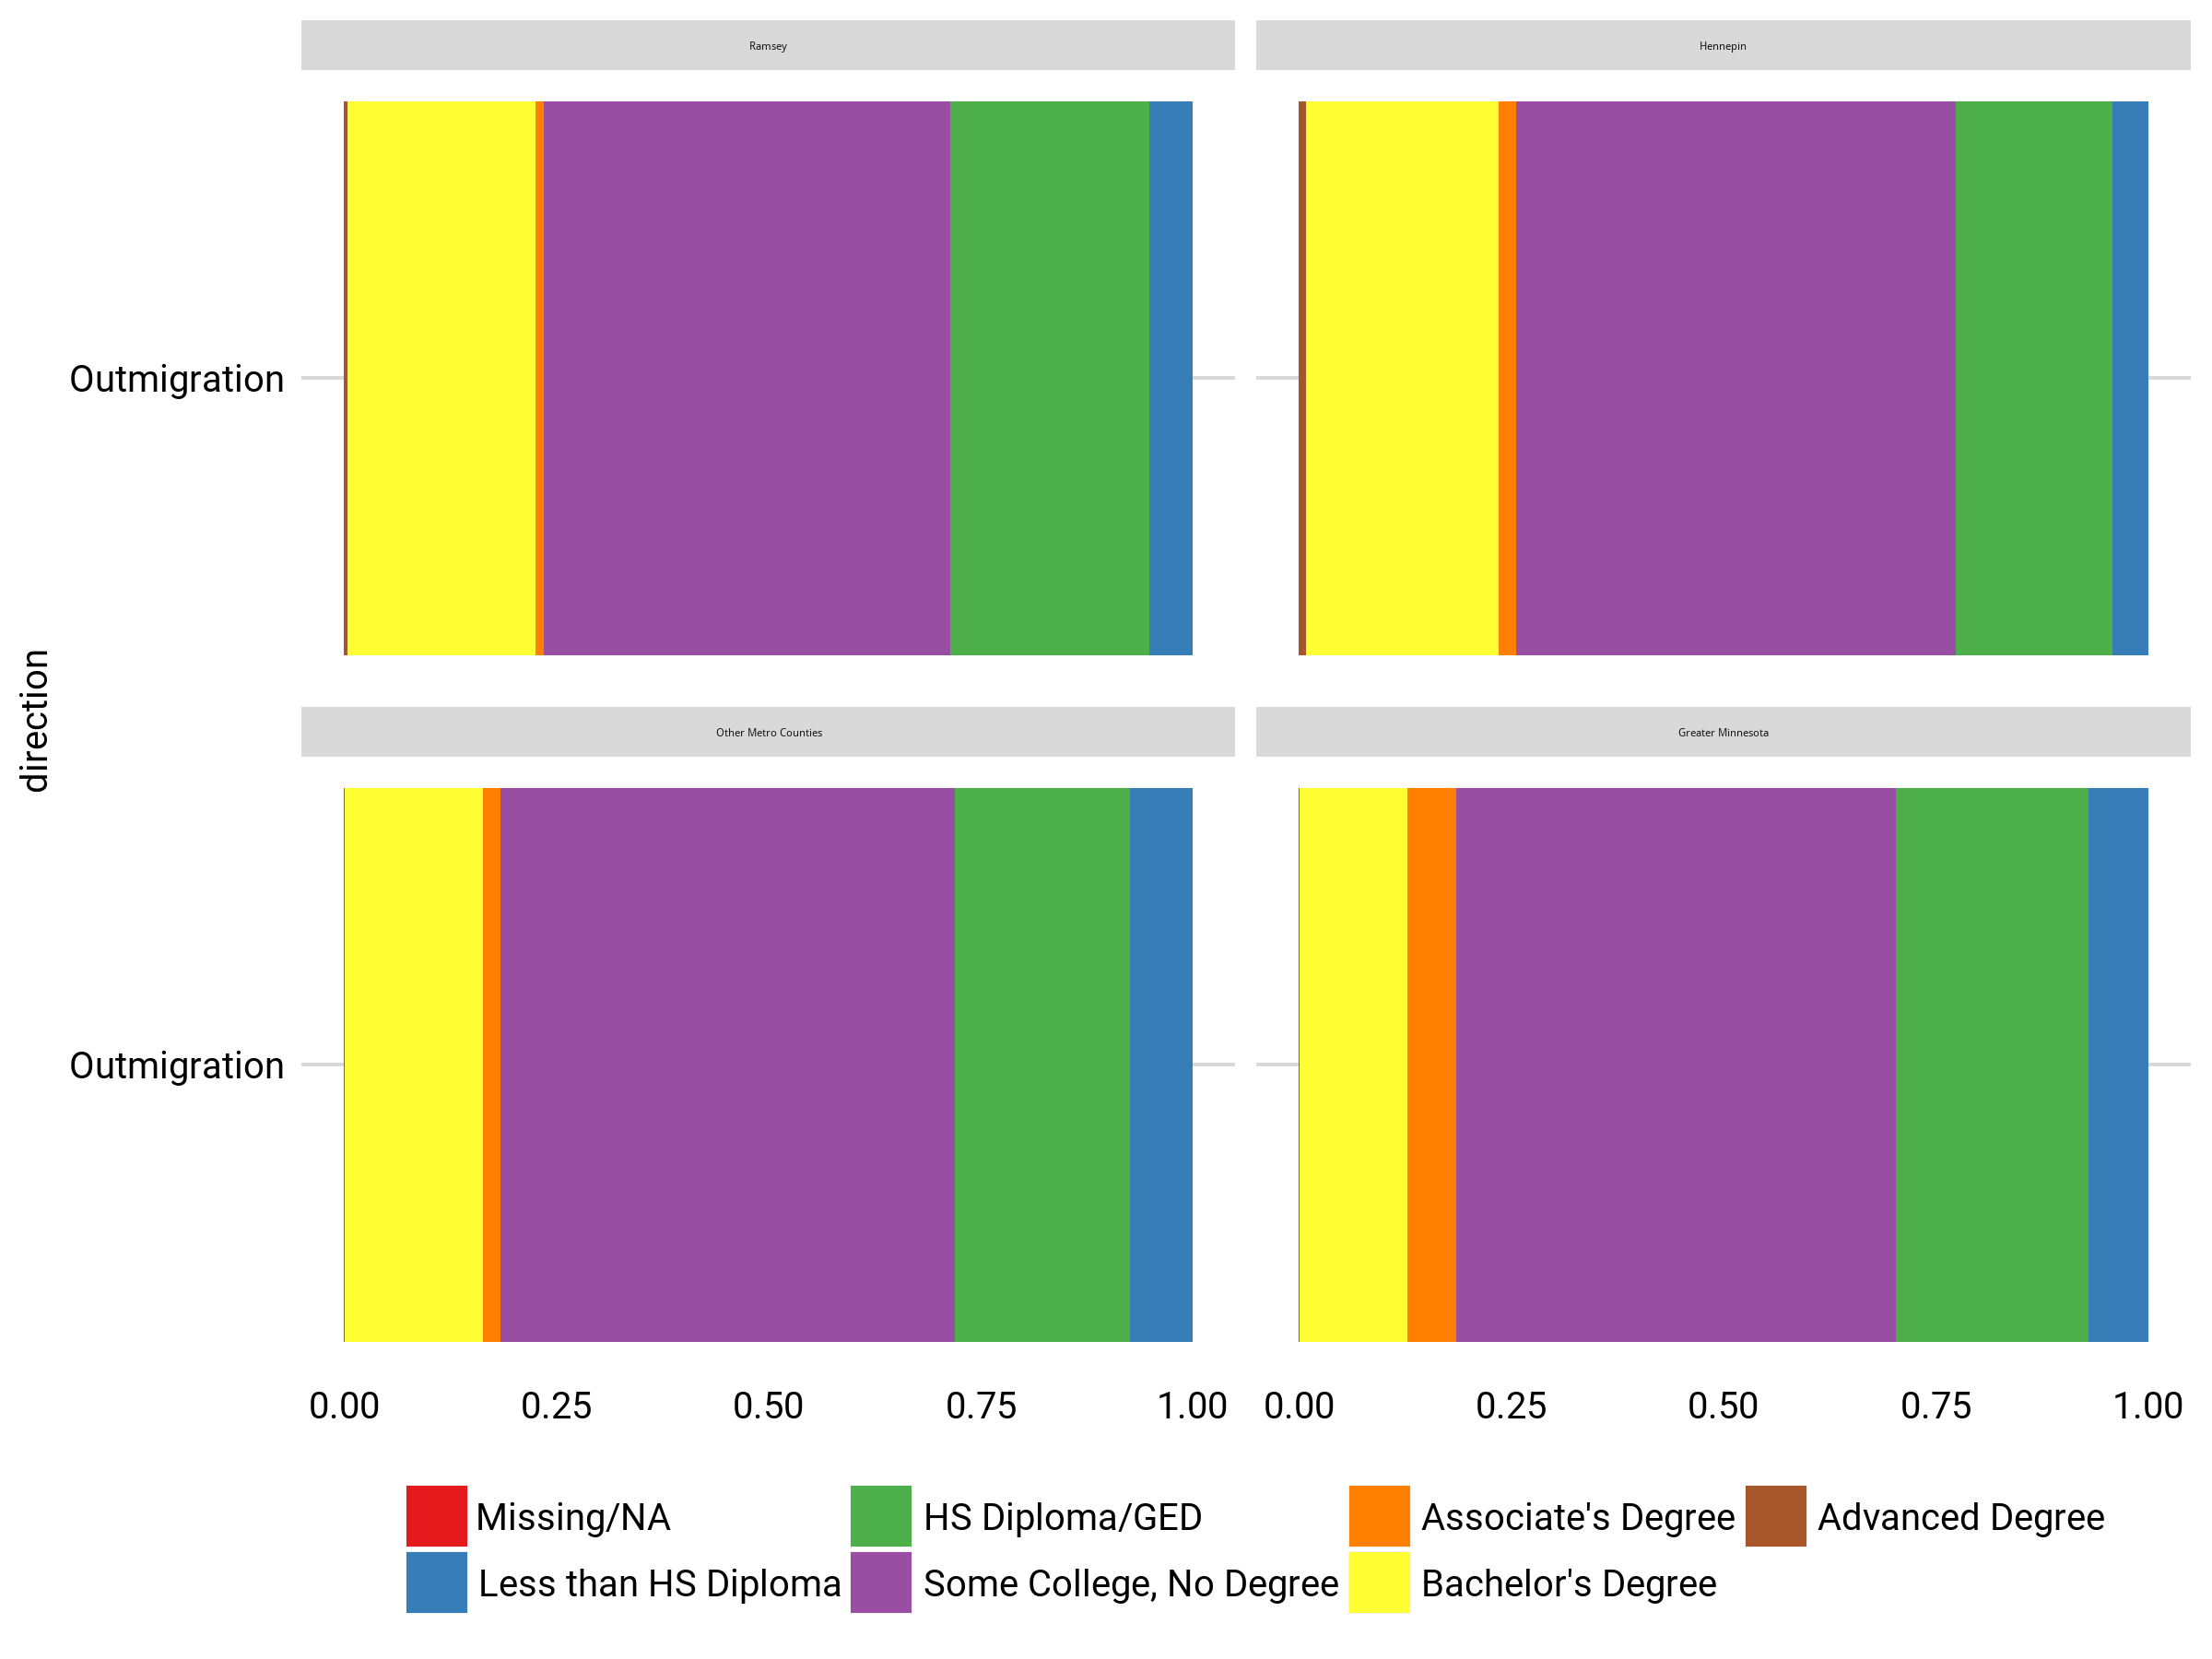 Ramsey
Hennepin
Outmigration
direction
Other Metro Counties
Greater Minnesota
Outmigration
0.00 0.25 0.50 0.75 1.00 0.00 0.25 0.50 0.75 1.00
Missing/NA HS Diploma/GED Associate's Degree Advanced Degree
Less than HS Diploma Some College, No Degree Bachelor's Degree